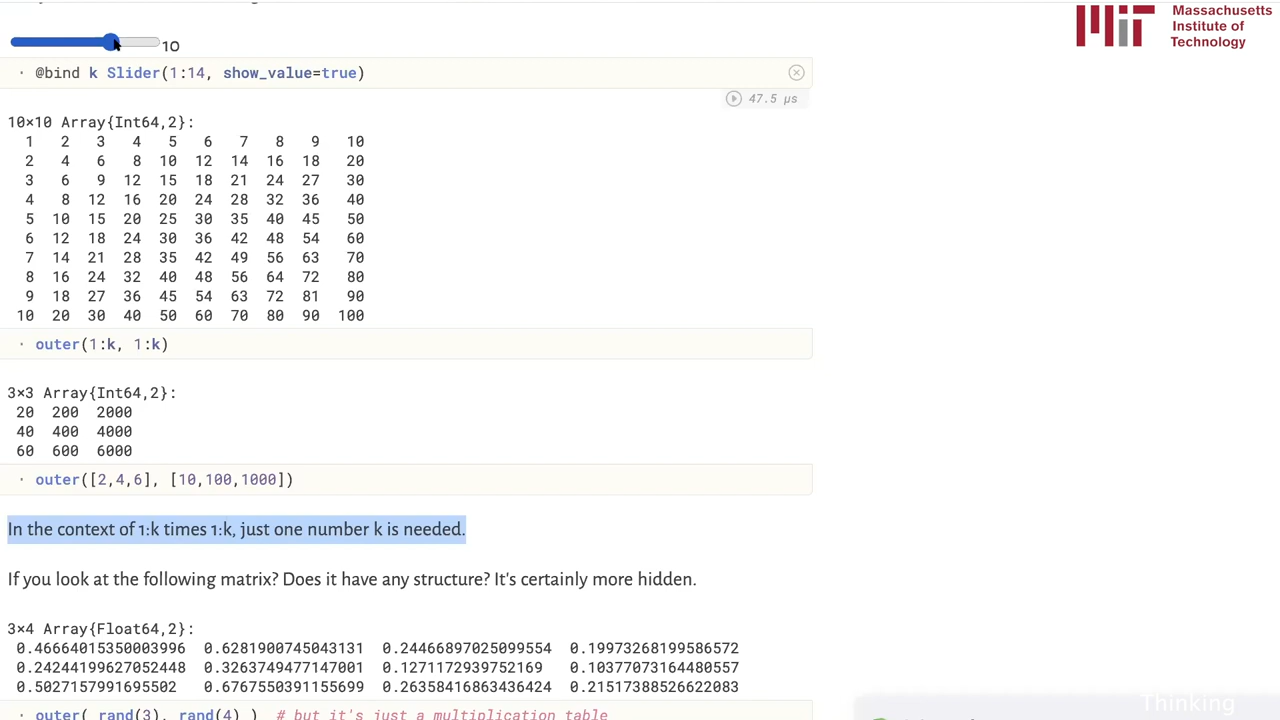 Massachusetts
Institute of
Technology
10
· @bind k Slider(1:14, show_value=true)
47.5 μs
10×10 Array{Int64,2}:
1 2 3 4 5 6 7 8 9 10
2 4 6 8 10 12 14 16 18 20
3 6 9 12 15 18 21 24 27 30
4 8 12 16 20 24 28 32 36 40
5 10 15 20 25 30 35 40 45 50
6 12 18 24 30 36 42 48 54 60
7 14 21 28 35 42 49 56 63 70
8 16 24 32 40 48 56 64 72 80
9 18 27 36 45 54 63 72 81 90
10 20 30 40 50 60 70 80 90 100
· outer(1:k, 1:k)
3×3 Array{Int64,2}:
20 200 2000
40 400 4000
60 600 6000
· outer([2,4,6], [10,100,1000])
In the context of 1:k times 1:k, just one number k is needed.
If you look at the following matrix? Does it have any structure? It's certainly more hidden.
3×4 Array{Float64,2}:
0.46664015350003996 0.6281900745043131 0.24466897025099554 0.19973268199586572
0.24244199627052448 0.3263749477147001 0.1271172939752169 0.10377073164480557
0.5027157991695502 0.6767550391155699 0.26358416863436424 0.21517388526622083
Thinking
· outer( rand(3), rand(4) ) # but it's just a multiplication table